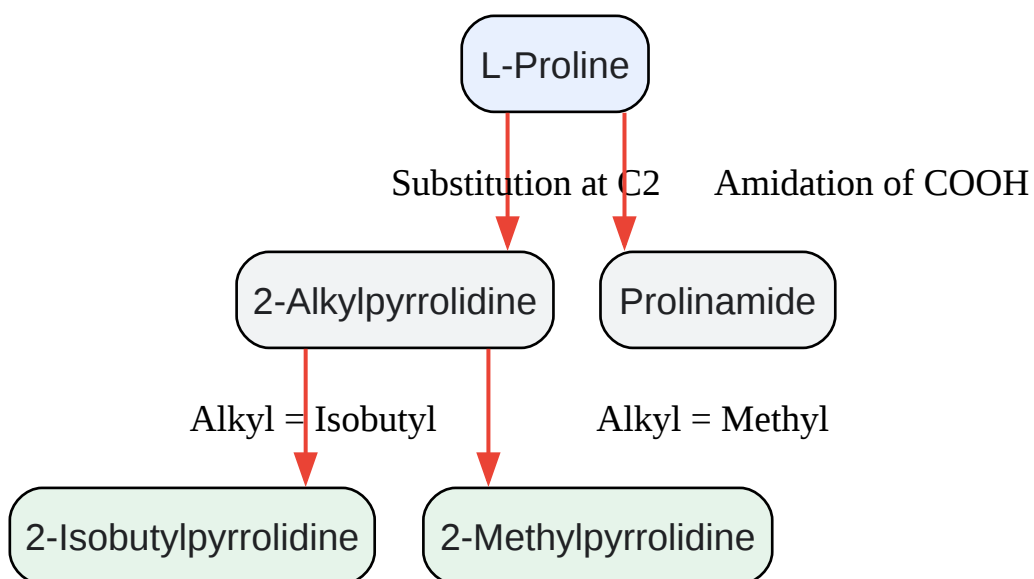 L-Proline
Substitution at C2
Amidation of COOH
2-Alkylpyrrolidine
Prolinamide
Alkyl = Isobutyl
Alkyl = Methyl
2-Isobutylpyrrolidine
2-Methylpyrrolidine